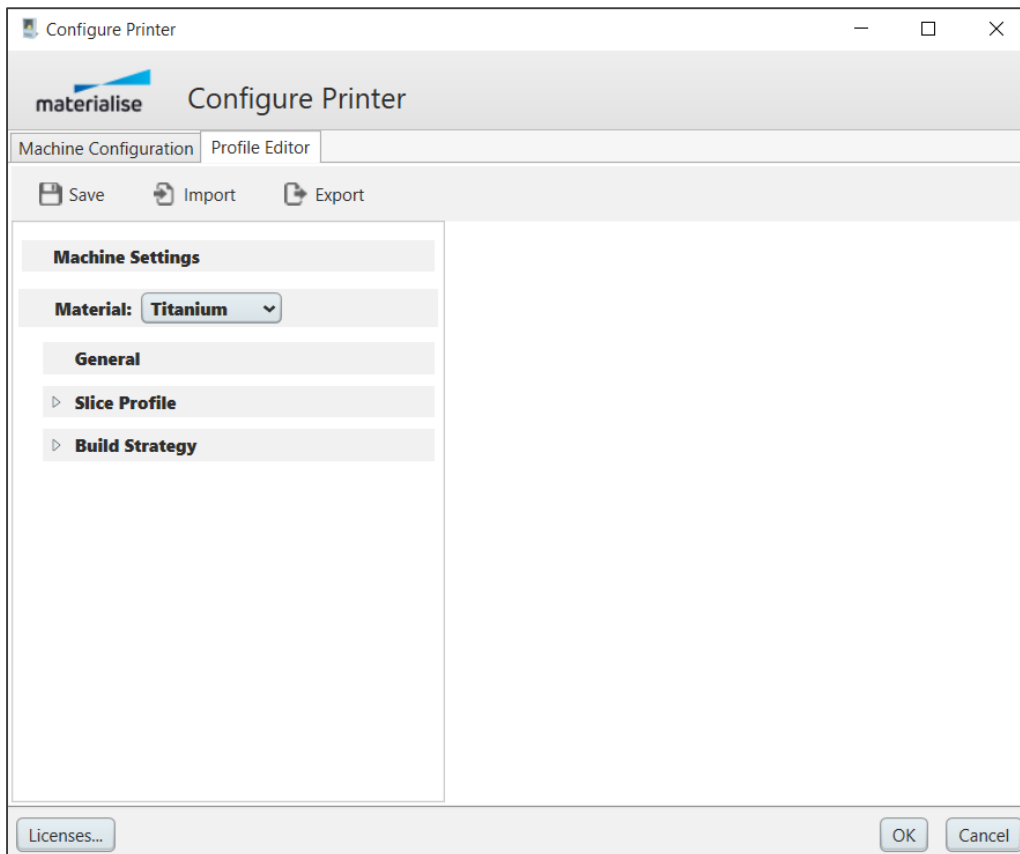 Configure Printer
materialise
Configure Printer
Machine Configuration Profile Editor
Save Import Export
Machine Settings
Material: Titanium
General
Slice Profile
Build Strategy
Licenses... OK Cancel